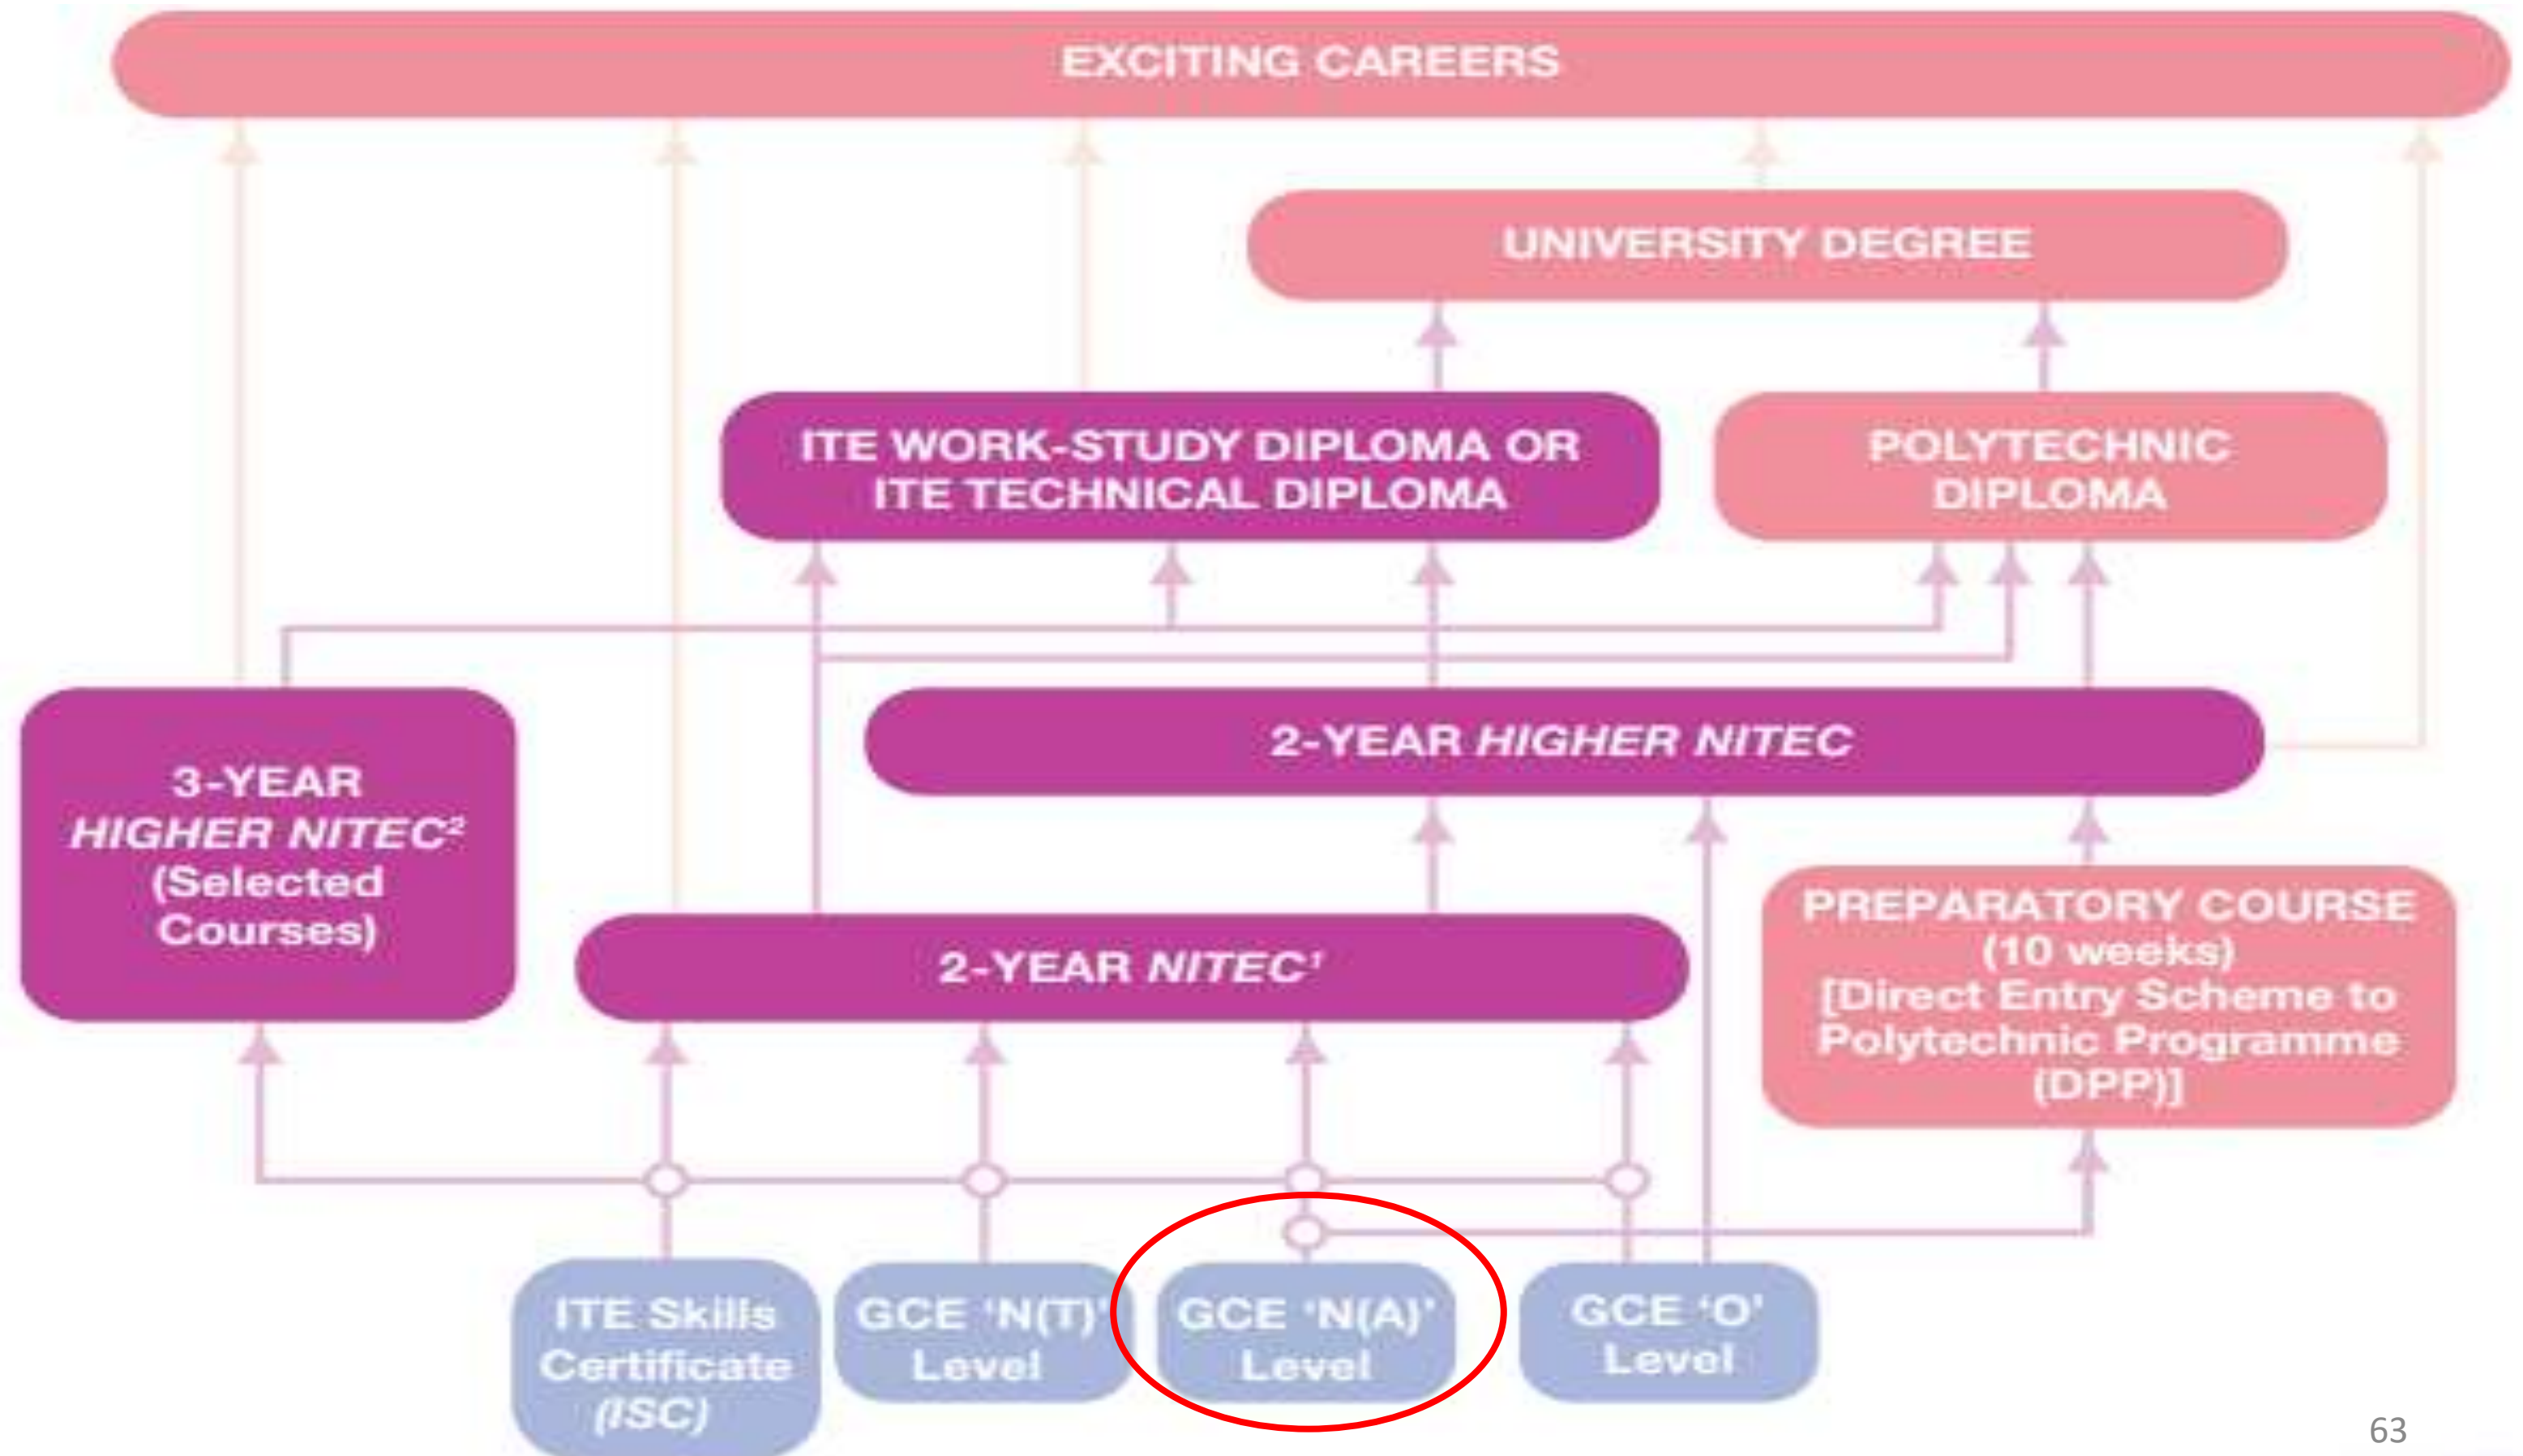 EXCITING CAREERS
UNIVERSITY DEGREE
ITE WORK-STUDY DIPLOMA OR
ITE TECHNICAL DIPLOMA
POLYTECHNIC
DIPLOMA
3-YEAR
HIGHER NITEC²
(Selected
Courses)
2-YEAR HIGHER NITEC
2-YEAR NITEC¹
PREPARATORY COURSE
(10 weeks)
[Direct Entry Scheme to
Polytechnic Programme
(DPP)]
ITE Skills
Certificate
(ISC)
GCE ‘N(T)’
Level
GCE ‘N(A)’
Level
GCE ‘O’
Level
63